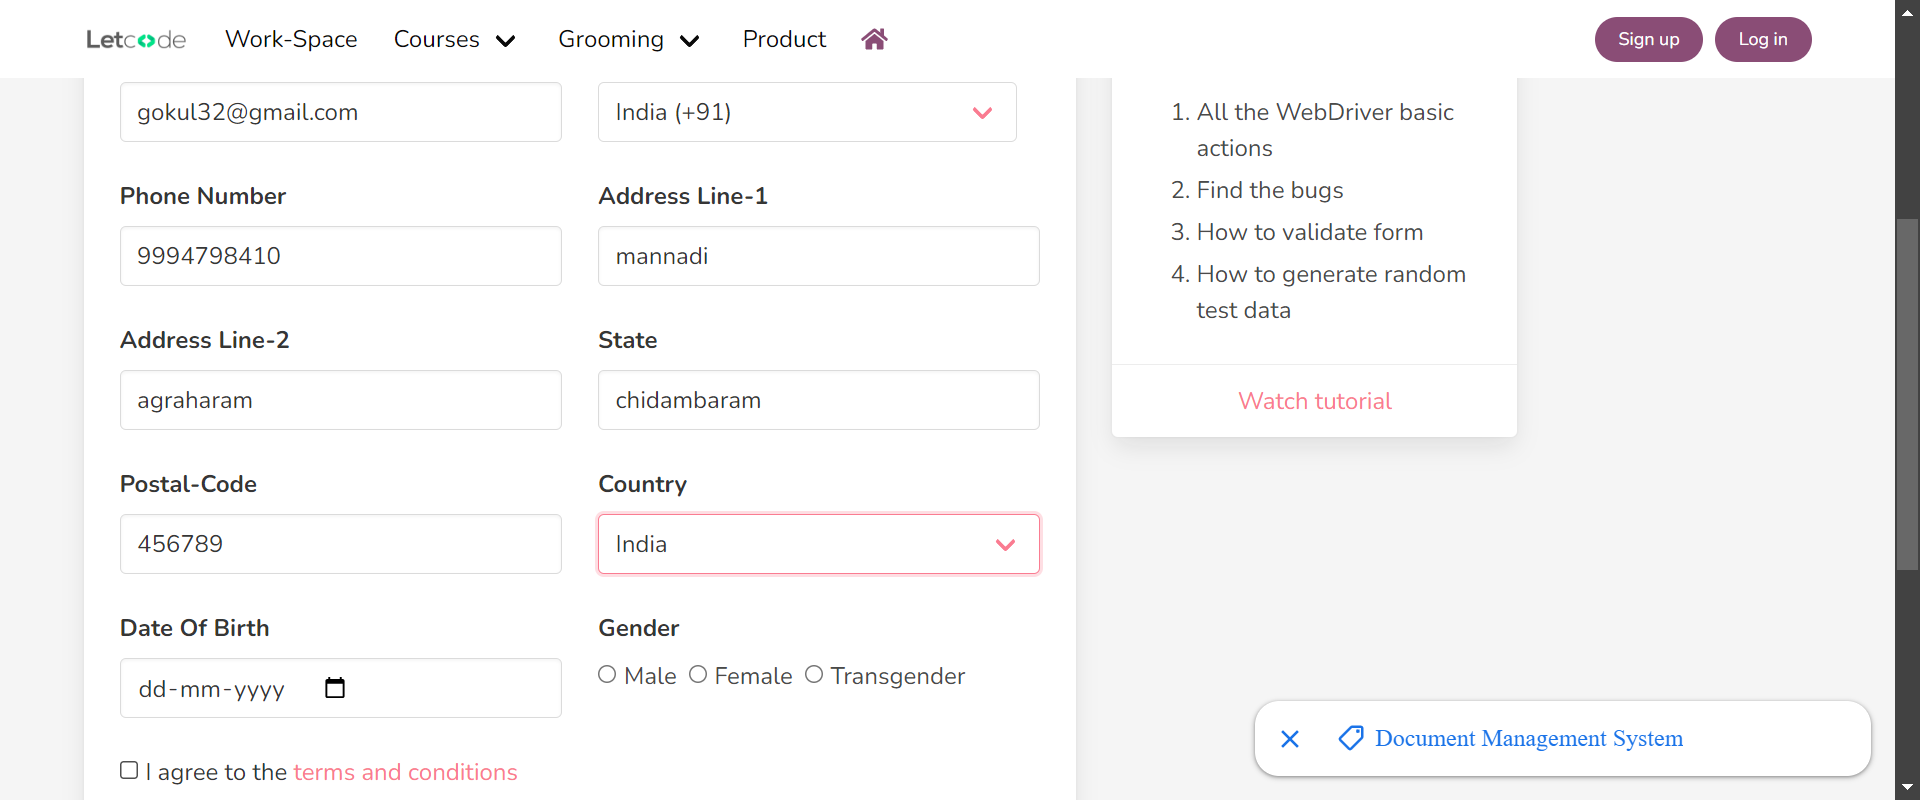 Letcode Work-Space Courses Grooming Product Sign up Log in
gokul32@gmail.com India (+91)
Phone Number Address Line-1
9994798410 mannadi
Address Line-2 State
agraharam chidambaram
Postal-Code Country
456789 India
Date Of Birth Gender
dd-mm-yyyy Male Female Transgender
I agree to the terms and conditions
1. All the WebDriver basic
actions
2. Find the bugs
3. How to validate form
4. How to generate random
test data
Watch tutorial
Document Management System